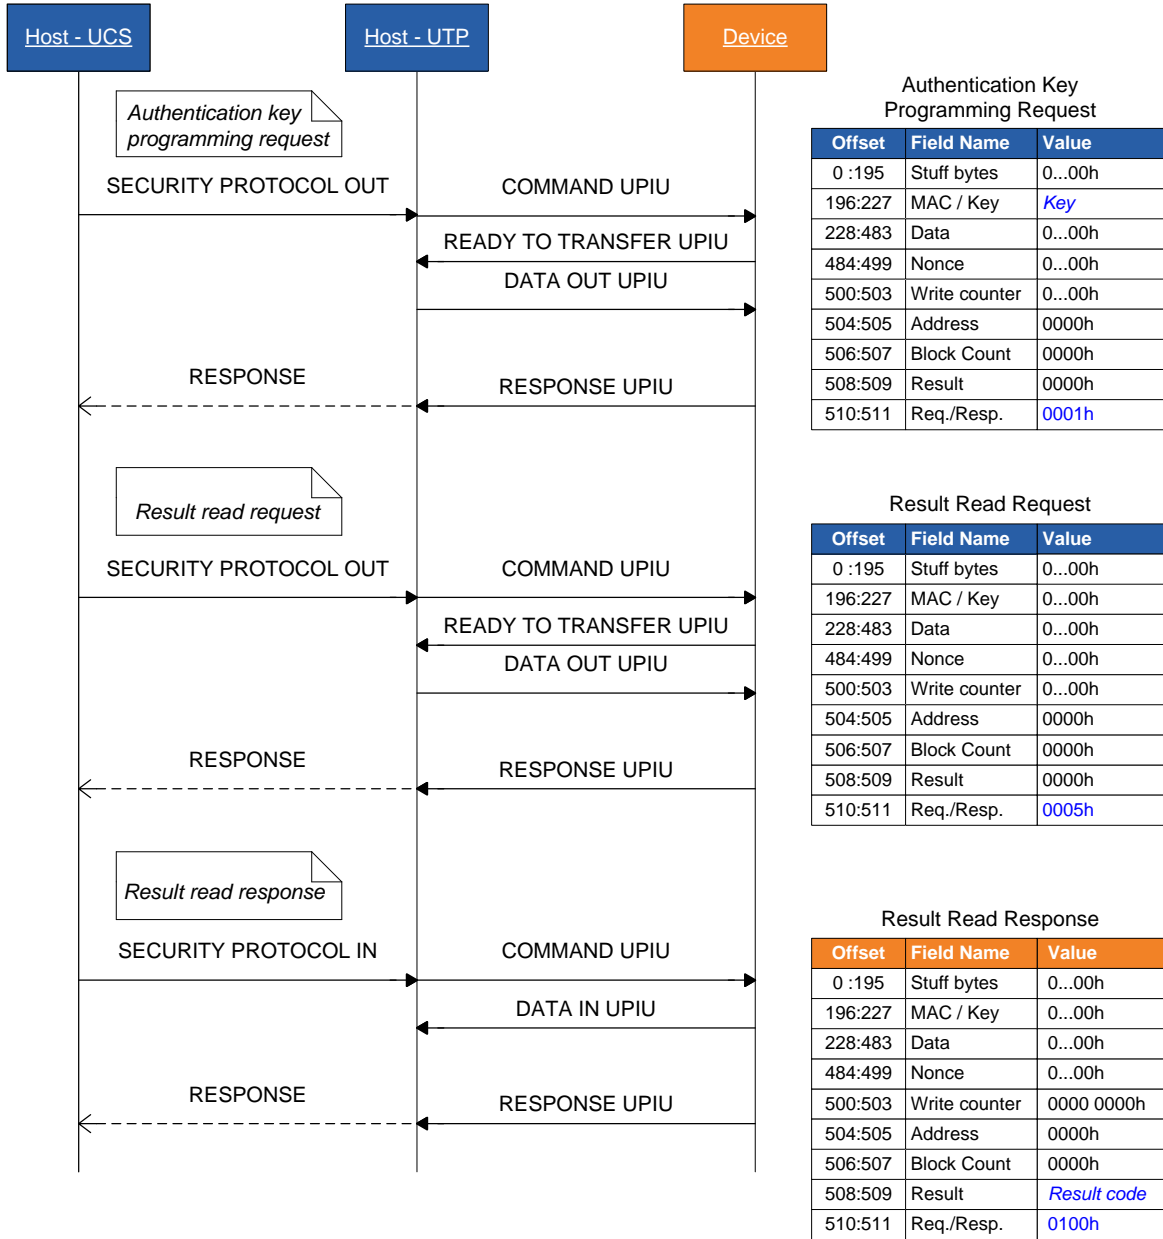 Host - UCS
Host - UTP
Device
Authentication key
programming request
SECURITY PROTOCOL OUT
COMMAND UPIU
READY TO TRANSFER UPIU
DATA OUT UPIU
RESPONSE
RESPONSE UPIU
Authentication Key
Programming Request
Offset Field Name Value
0 :195 Stuff bytes 0...00h
196:227 MAC / Key Key
228:483 Data 0...00h
484:499 Nonce 0...00h
500:503 Write counter 0...00h
504:505 Address 0000h
506:507 Block Count 0000h
508:509 Result 0000h
510:511 Req./Resp. 0001h
Result read request
SECURITY PROTOCOL OUT
COMMAND UPIU
READY TO TRANSFER UPIU
DATA OUT UPIU
RESPONSE
RESPONSE UPIU
Result Read Request
Offset Field Name Value
0 :195 Stuff bytes 0...00h
196:227 MAC / Key 0...00h
228:483 Data 0...00h
484:499 Nonce 0...00h
500:503 Write counter 0...00h
504:505 Address 0000h
506:507 Block Count 0000h
508:509 Result 0000h
510:511 Req./Resp. 0005h
Result read response
SECURITY PROTOCOL IN
COMMAND UPIU
DATA IN UPIU
RESPONSE
RESPONSE UPIU
Result Read Response
Offset Field Name Value
0 :195 Stuff bytes 0...00h
196:227 MAC / Key 0...00h
228:483 Data 0...00h
484:499 Nonce 0...00h
500:503 Write counter 0000 0000h
504:505 Address 0000h
506:507 Block Count 0000h
508:509 Result Result code
510:511 Req./Resp. 0100h